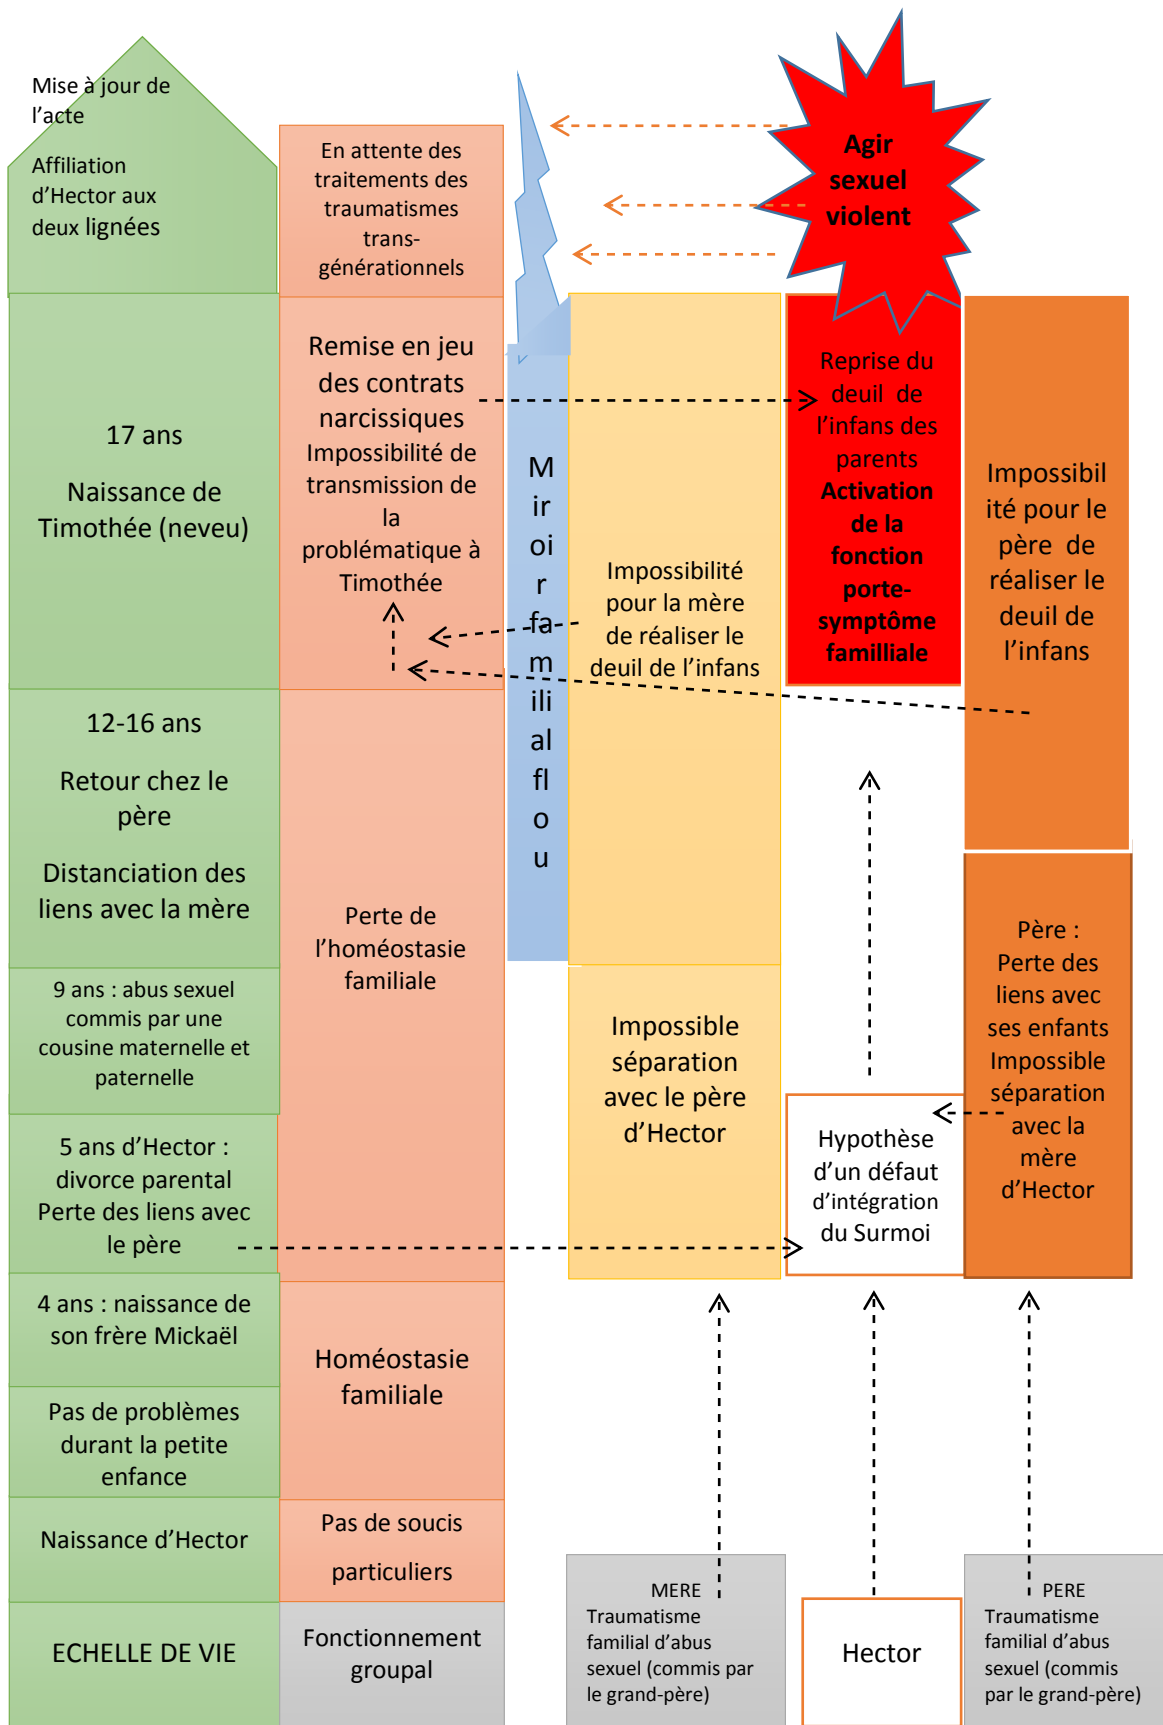 Mise à jour de
l’acte
Affiliation
d’Hector aux
deux lignées
17 ans
Naissance de
Timothée (neveu)
12-16 ans
Retour chez le
père
Distanciation des
liens avec la mère
9 ans : abus sexuel
commis par une
cousine maternelle et
paternelle
5 ans d’Hector :
divorce parental
Perte des liens avec
le père
4 ans : naissance de
son frère Mickaël
Pas de problèmes
durant la petite
enfance
Naissance d’Hector
ECHELLE DE VIE
En attente des
traitements des
traumatismes
trans-
générationnels
Remise en jeu
des contrats
narcissiques
Impossibilité de
transmission de
la
problématique à
Timothée
Perte de
l’homéostasie
familiale
Homéostasie
familiale
Pas de soucis
particuliers
Fonctionnement
groupal
M
ir
oi
r
fa
m
ili
al
fl
o
u
Impossibilité
pour la mère
de réaliser le
deuil de l’infans
Impossible
séparation
avec le père
d’Hector
MERE
Traumatisme
familial d’abus
sexuel (commis par
le grand-père)
Agir
sexuel
violent
Reprise du
deuil de
l’infans des
parents
Activation
de la
fonction
porte-
symptôme
familliale
Hypothèse
d’un défaut
d’intégration
du Surmoi
Hector
Impossibil
ité pour le
père de
réaliser le
deuil de
l’infans
Père :
Perte des
liens avec
ses enfants
Impossible
séparation
avec la
mère
d’Hector
PERE
Traumatisme
familial d’abus
sexuel (commis
par le grand-père)